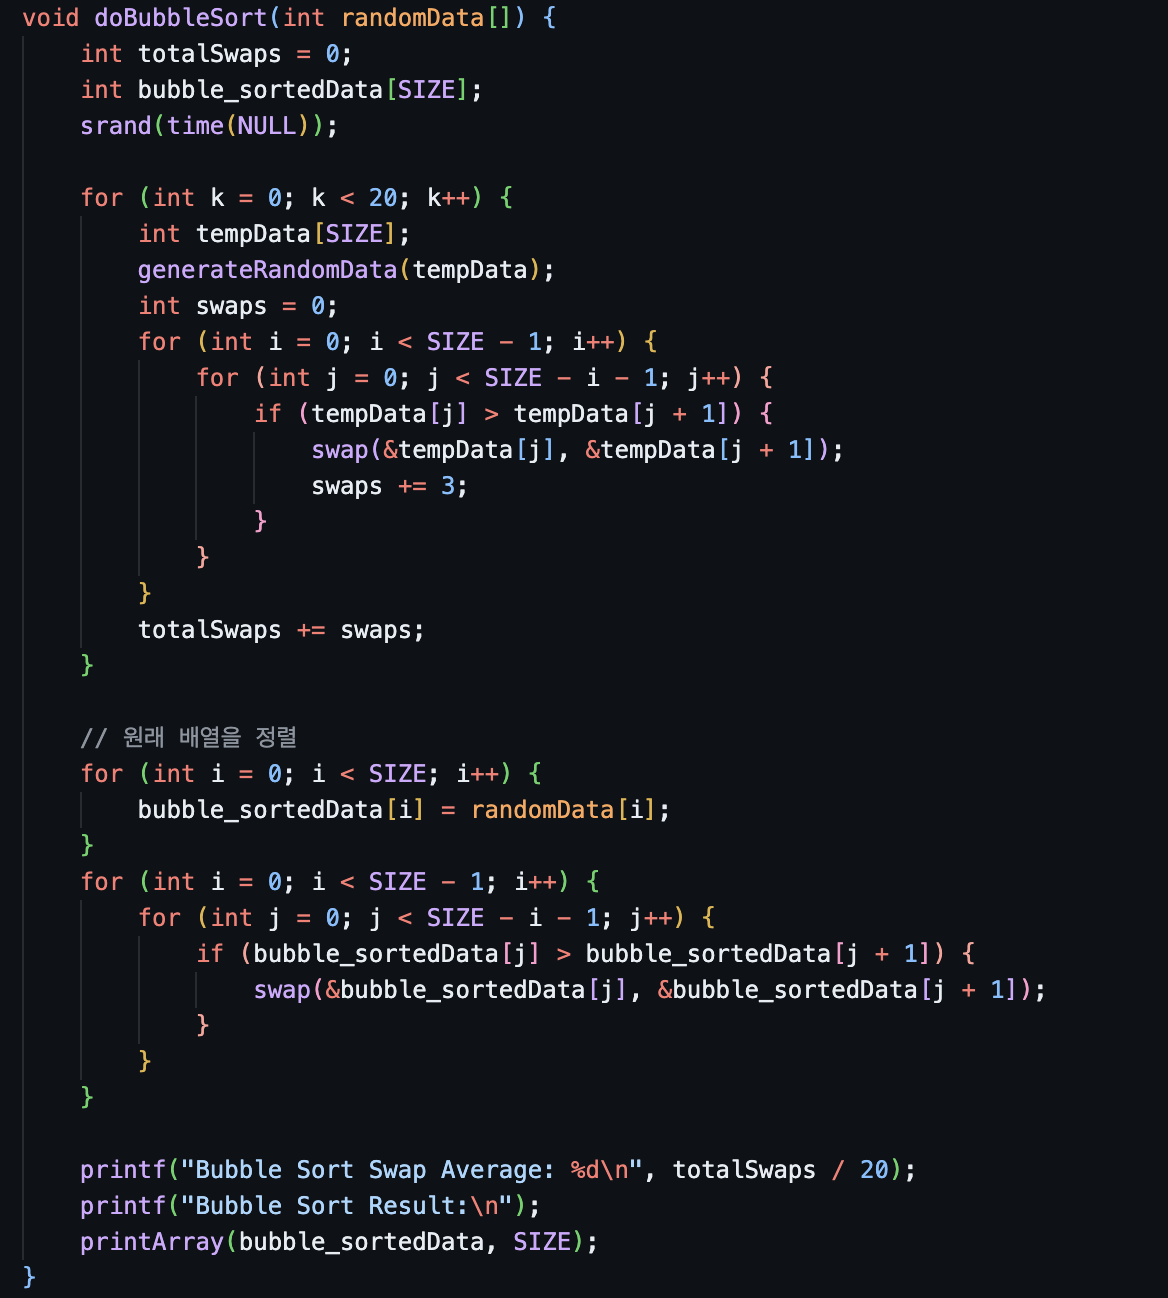 void doBubbleSort(int randomData[]) {
    int totalSwaps = 0;
    int bubble_sortedData[SIZE];
    srand(time(NULL));

    for (int k = 0; k < 20; k++) {
        int tempData[SIZE];
        generateRandomData(tempData);
        int swaps = 0;
        for (int i = 0; i < SIZE - 1; i++) {
            for (int j = 0; j < SIZE - i - 1; j++) {
                if (tempData[j] > tempData[j + 1]) {
                    swap(&tempData[j], &tempData[j + 1]);
                    swaps += 3;
                }
            }
        }
        totalSwaps += swaps;
    }

    // 원래 배열을 정렬
    for (int i = 0; i < SIZE; i++) {
        bubble_sortedData[i] = randomData[i];
    }
    for (int i = 0; i < SIZE - 1; i++) {
        for (int j = 0; j < SIZE - i - 1; j++) {
            if (bubble_sortedData[j] > bubble_sortedData[j + 1]) {
                swap(&bubble_sortedData[j], &bubble_sortedData[j + 1]);
            }
        }
    }

    printf("Bubble Sort Swap Average: %d\n", totalSwaps / 20);
    printf("Bubble Sort Result:\n");
    printArray(bubble_sortedData, SIZE);
}